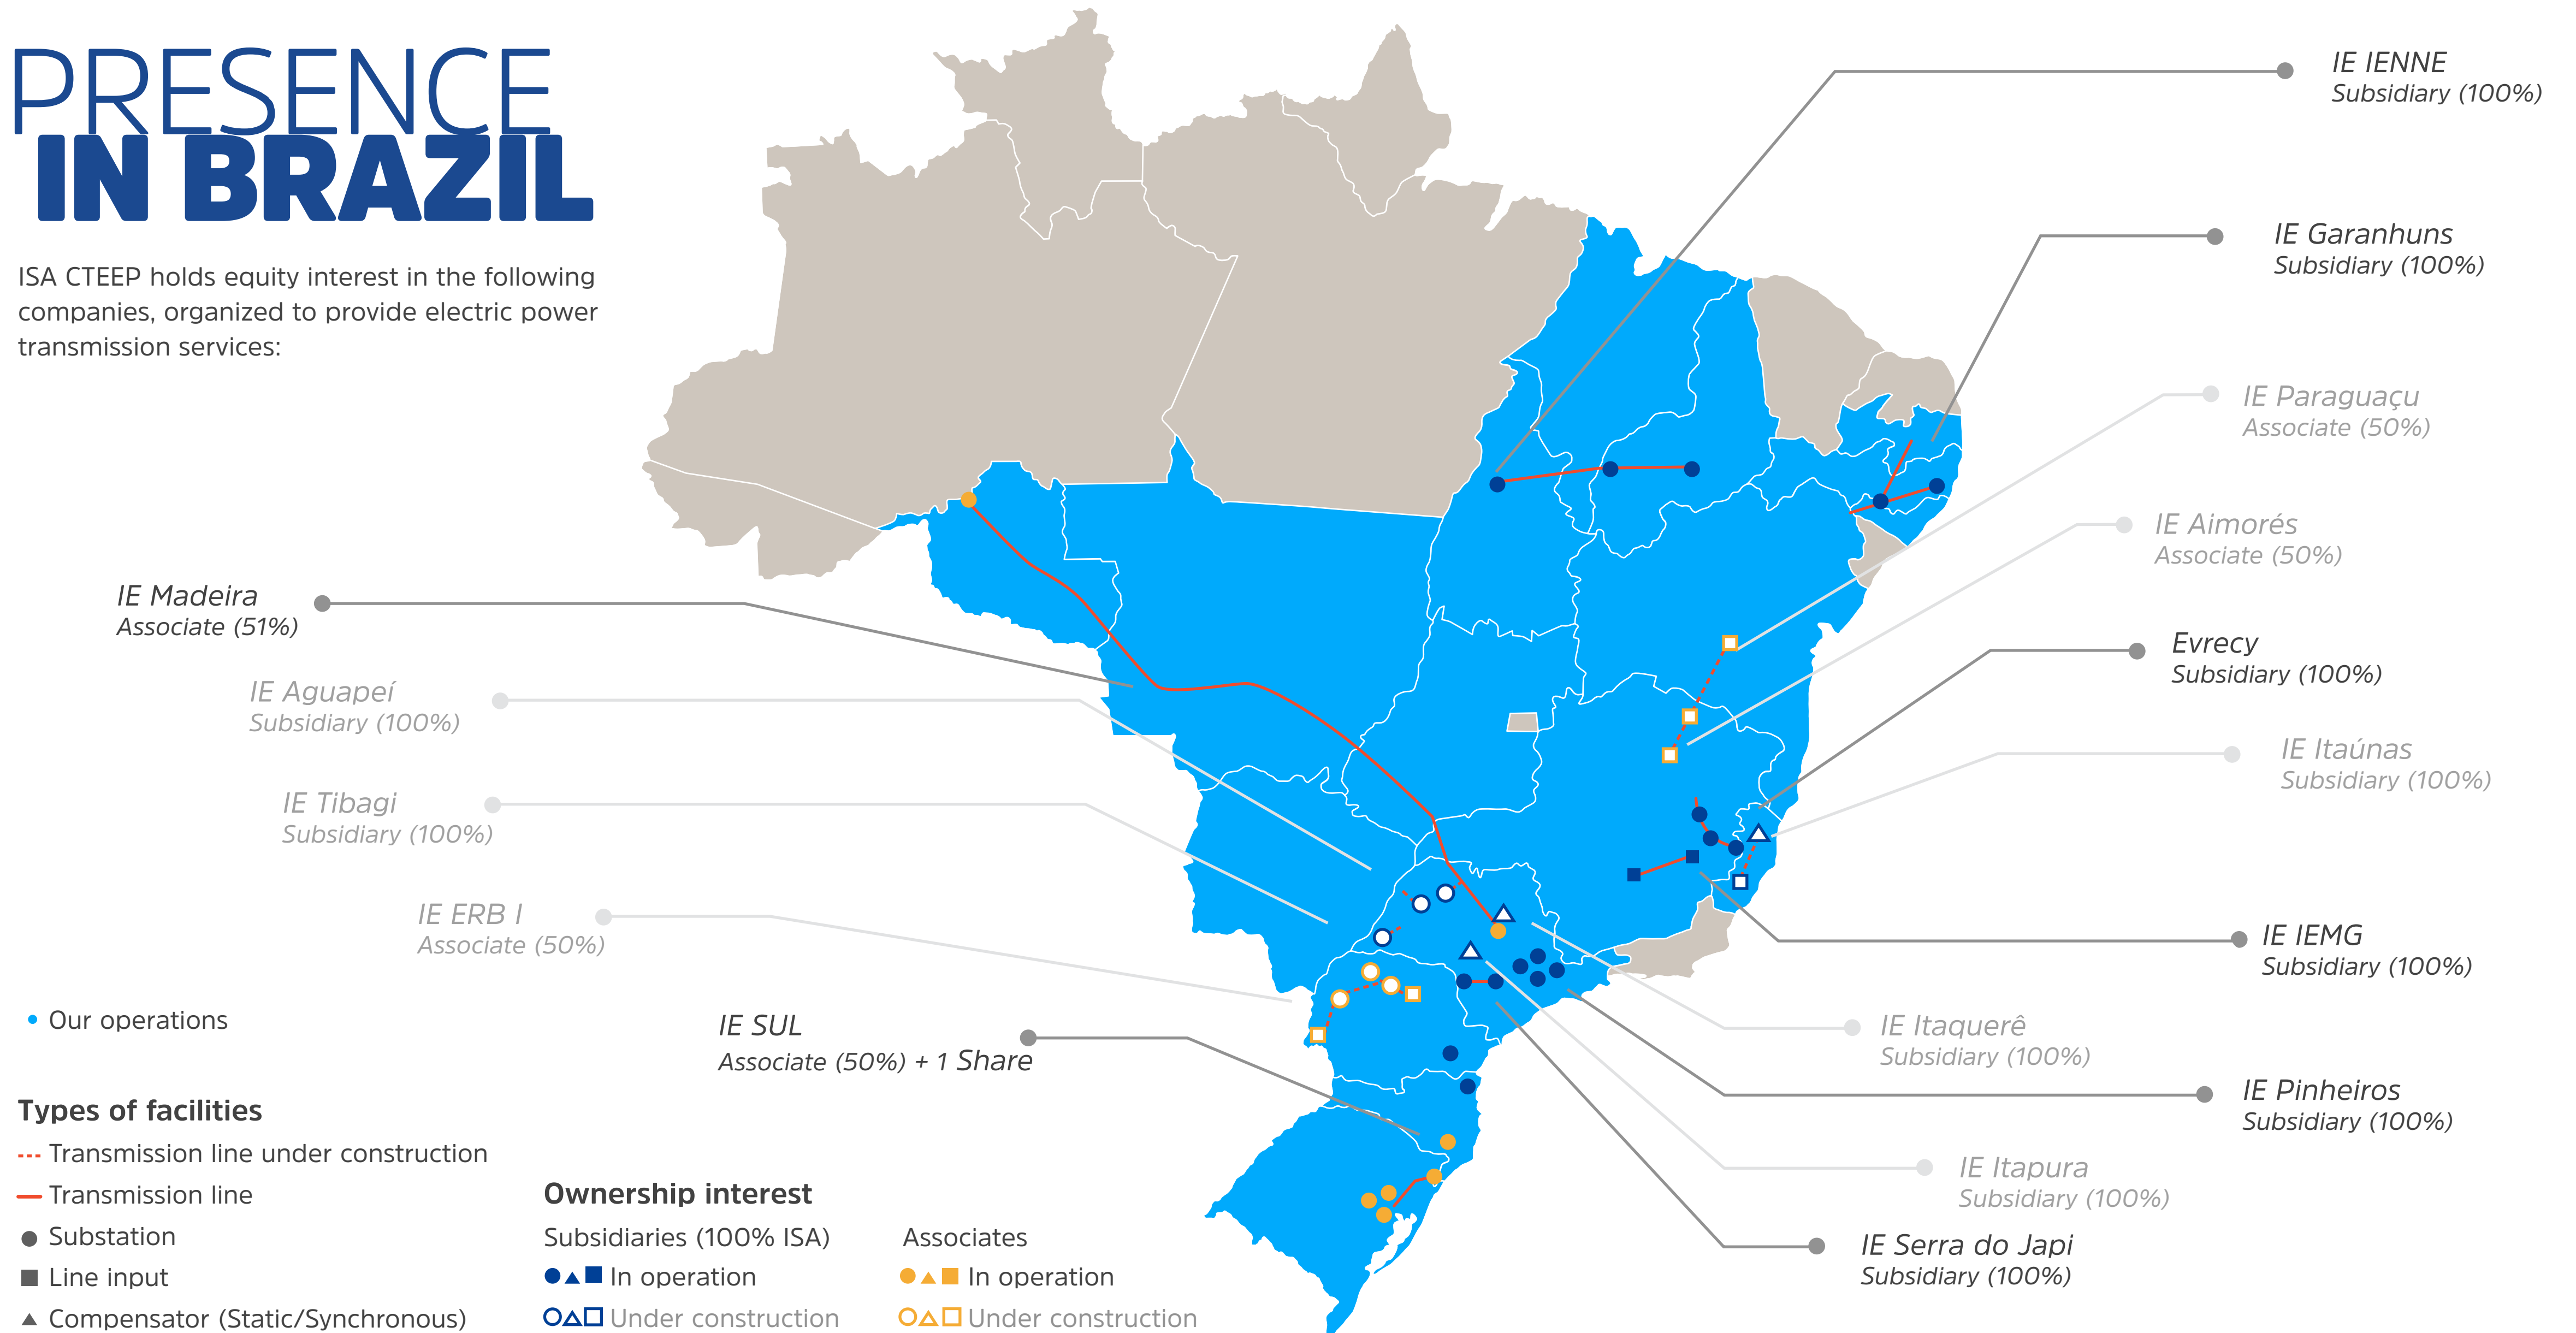 PRESENCE
IN BRAZIL
ISA CTEEP holds equity interest in the following
companies, organized to provide electric power
transmission services:
IE IENNE
Subsidiary (100%)
IE Garanhuns
Subsidiary (100%)
IE Paraguaçu
Associate (50%)
IE Aimorés
Associate (50%)
Evrecy
Subsidiary (100%)
IE Itaúnas
Subsidiary (100%)
IE IEMG
Subsidiary (100%)
IE Itaquerê
Subsidiary (100%)
IE Pinheiros
Subsidiary (100%)
IE Itapura
Subsidiary (100%)
IE Serra do Japi
Subsidiary (100%)
IE Madeira
Associate (51%)
IE Aguapeí
Subsidiary (100%)
IE Tibagi
Subsidiary (100%)
IE ERB I
Associate (50%)
IE SUL
Associate (50%) + 1 Share
Our operations
Types of facilities
Transmission line under construction
Transmission line
Substation
Line input
Compensator (Static/Synchronous)
Ownership interest
Subsidiaries (100% ISA)
In operation
Under construction
Associates
In operation
Under construction